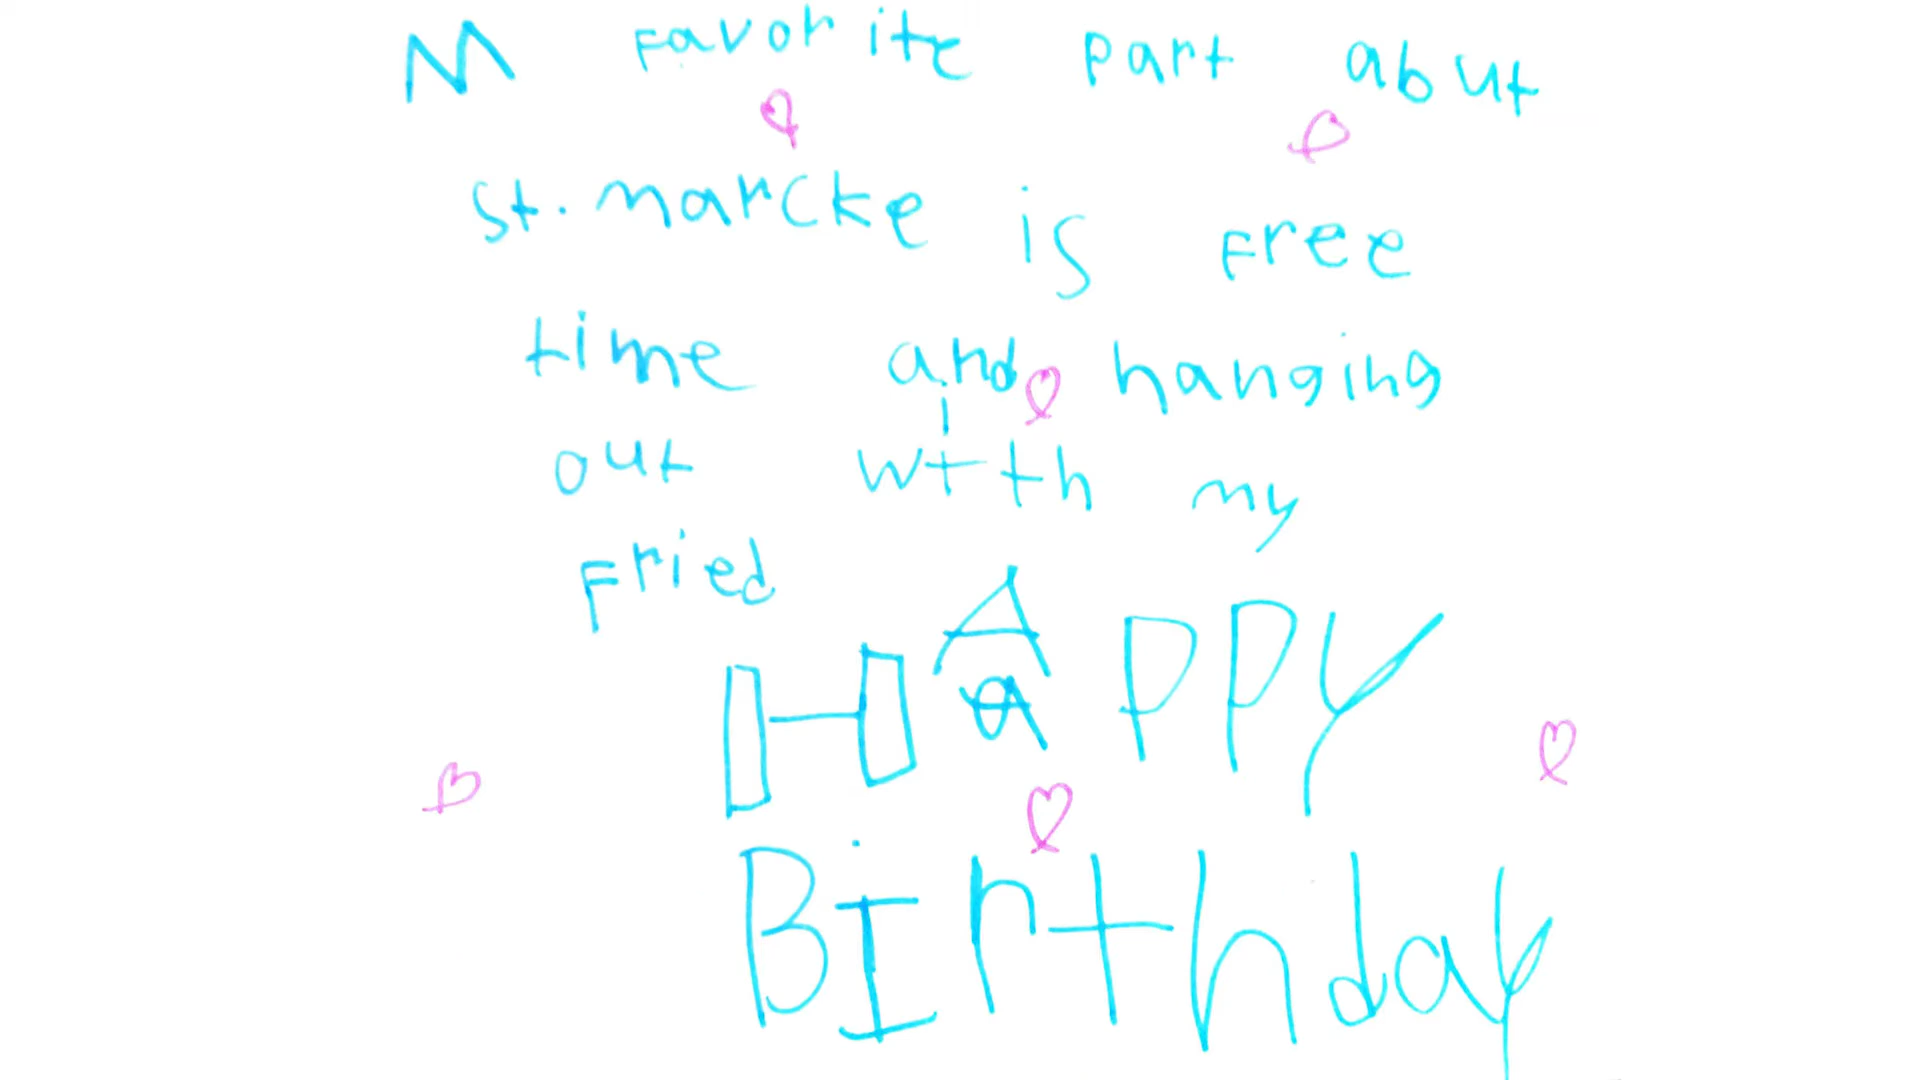 M Favorite part abut
st. marcke is Free
time and hanging
out with my
Fried
HAPPY
BIrthday